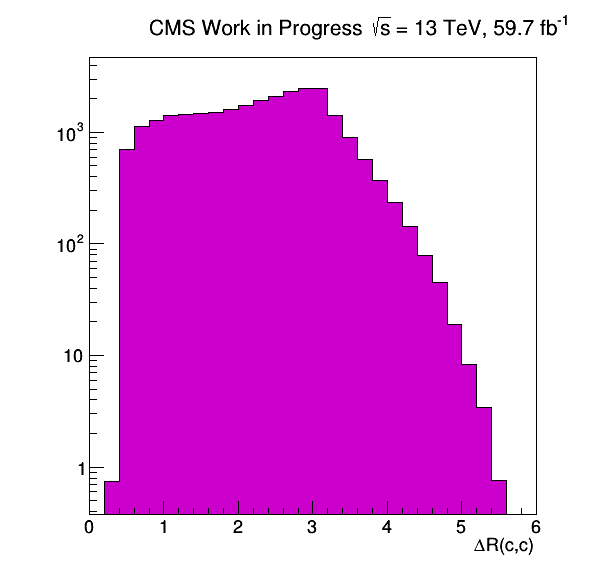 CMS Work in Progress √s = 13 TeV, 59.7 fb⁻¹
10³
10²
10
1
0 1 2 3 4 5 6
ΔR(c,c)